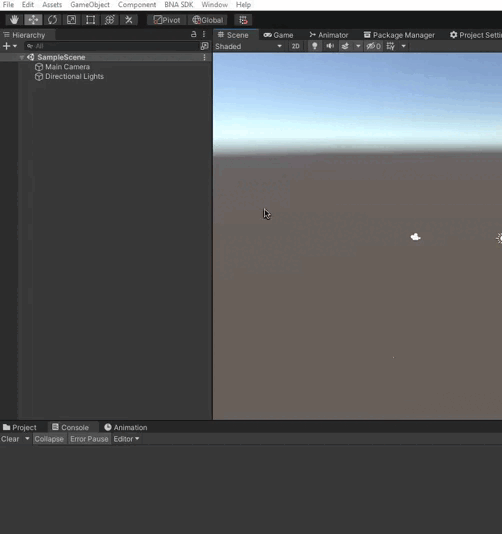 File Edit Assets GameObject Component BNA SDK Window Help
Pivot Global
Hierarchy Scene Game Animator Package Manager Project Setti
All Shaded 2D 0
SampleScene
Main Camera
Directional Lights
Project Console Animation
Clear Collapse Error Pause Editor